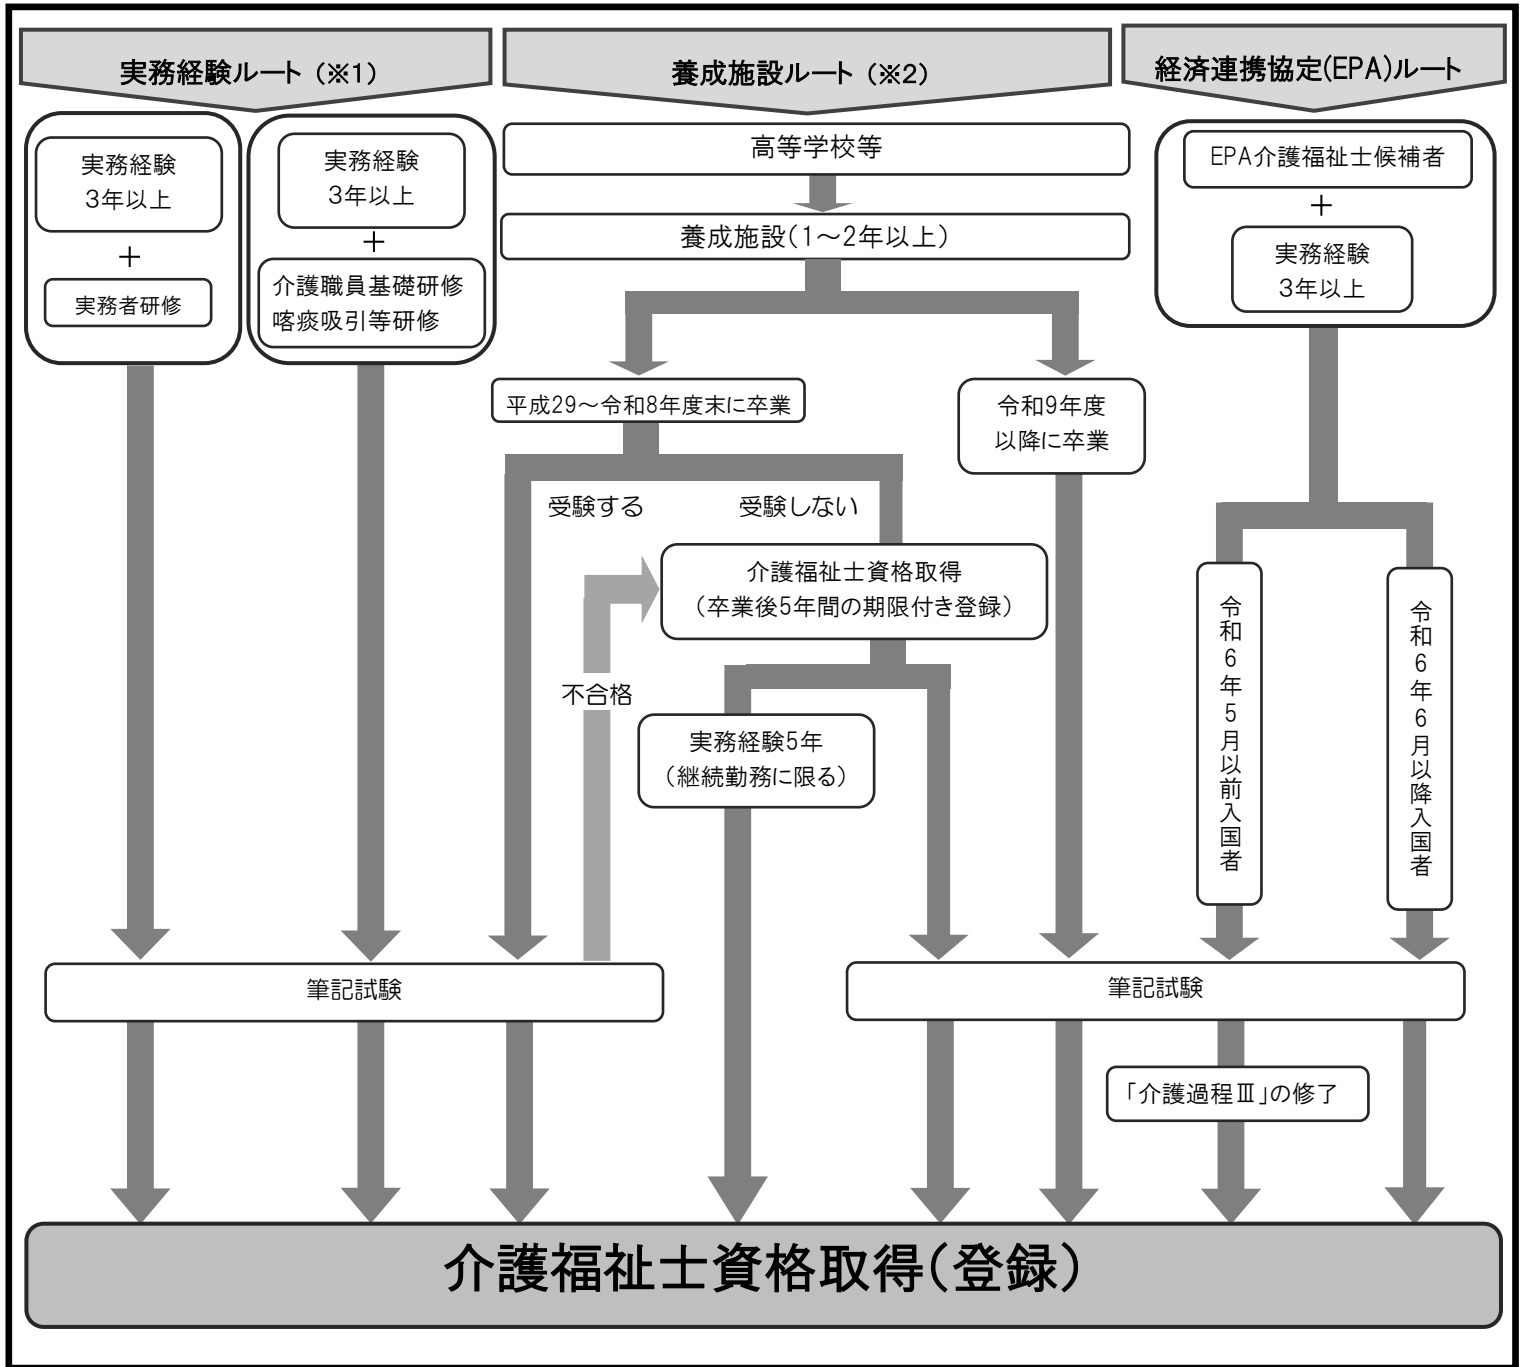 実務経験ルート（※1）
養成施設ルート（※2）
経済連携協定(EPA)ルート
実務経験
3年以上
＋
実務者研修
実務経験
3年以上
＋
介護職員基礎研修
喀痰吸引等研修
高等学校等
養成施設(1～2年以上)
平成29～令和8年度末に卒業
令和9年度
以降に卒業
受験する
受験しない
介護福祉士資格取得
（卒業後5年間の期限付き登録）
不合格
実務経験5年
（継続勤務に限る）
EPA介護福祉士候補者
＋
実務経験
3年以上
令和6年5月以前入国者
令和6年6月以降入国者
筆記試験
筆記試験
「介護過程Ⅲ」の修了
介護福祉士資格取得（登録）